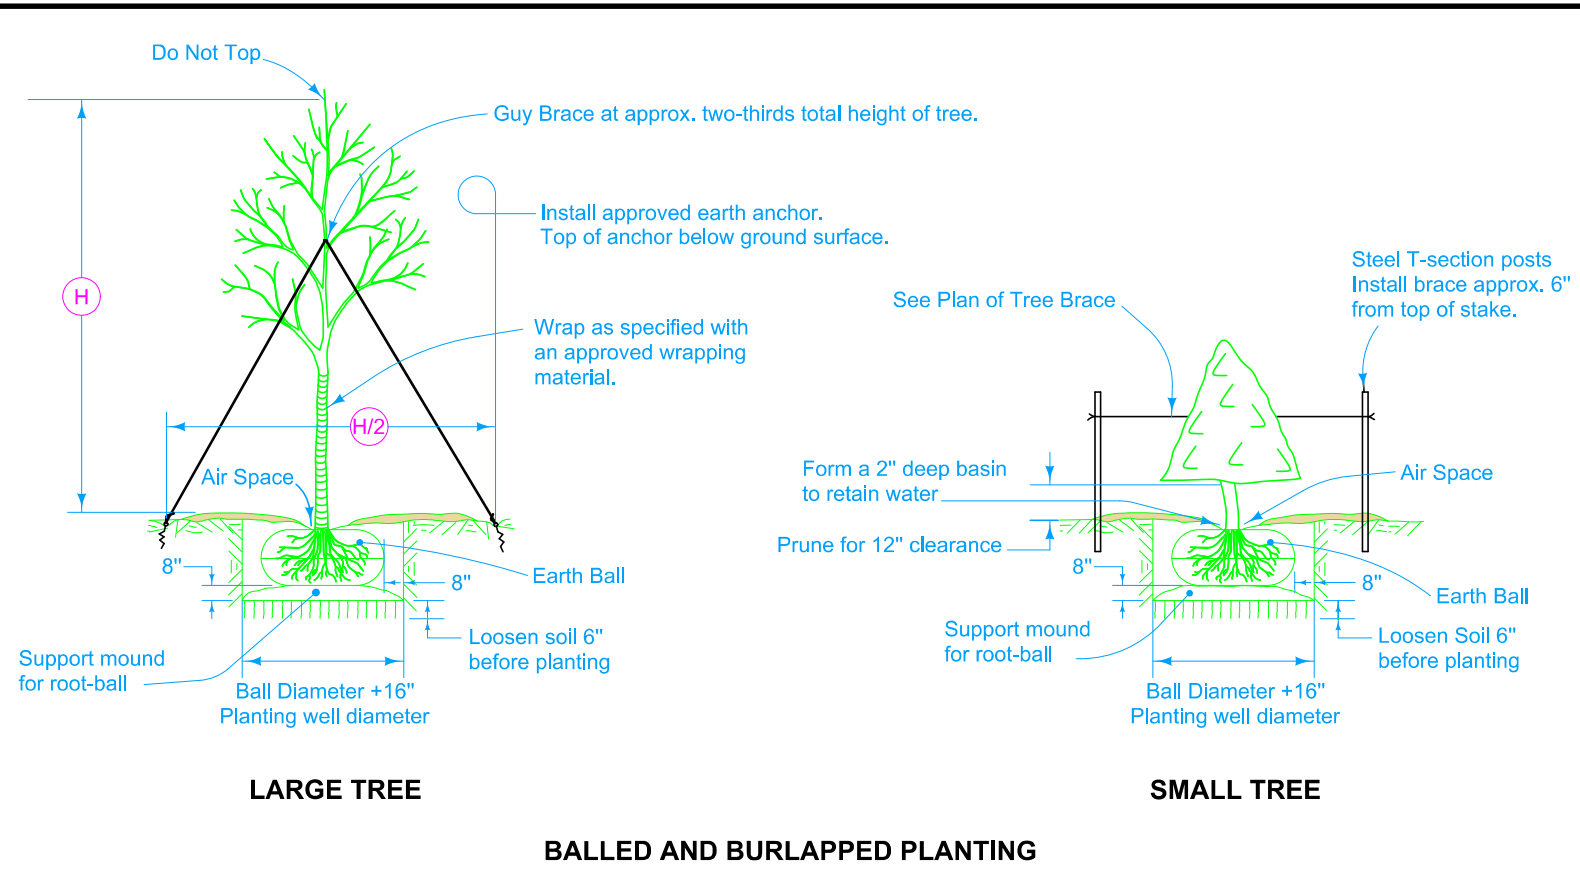 Do Not Top
Guy Brace at approx. two-thirds total height of tree.
Install approved earth anchor.
Top of anchor below ground surface.
H
Wrap as specified with
an approved wrapping
material.
H/2
Air Space
8"
8"
Earth Ball
Loosen soil 6"
before planting
Support mound
for root-ball
Ball Diameter +16"
Planting well diameter
LARGE TREE
Steel T-section posts
Install brace approx. 6"
from top of stake.
See Plan of Tree Brace
Form a 2" deep basin
to retain water
Air Space
Prune for 12" clearance
8"
8"
Earth Ball
Support mound
for root-ball
Loosen Soil 6"
before planting
Ball Diameter +16"
Planting well diameter
SMALL TREE
BALLED AND BURLAPPED PLANTING